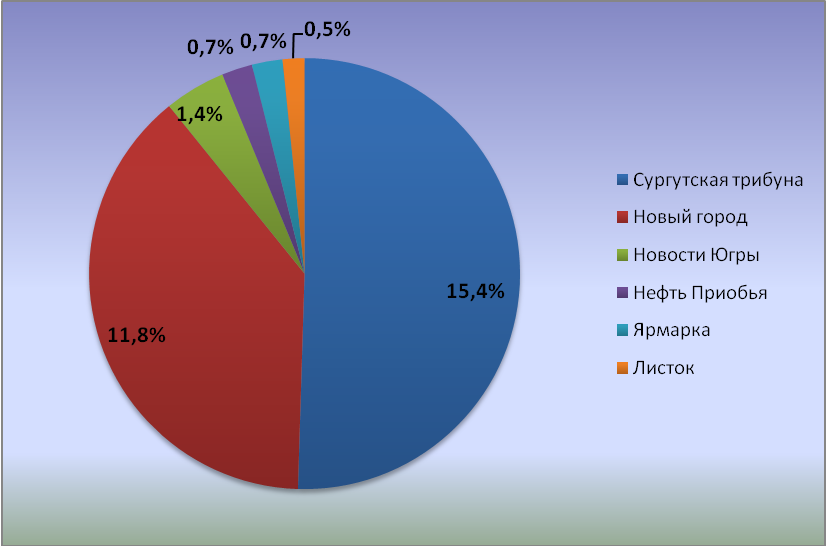 0,5%
0,7%
0,7%
1,4%
15,4%
11,8%
Сургутская трибуна
Новый город
Новости Югры
Нефть Приобья
Ярмарка
Листок